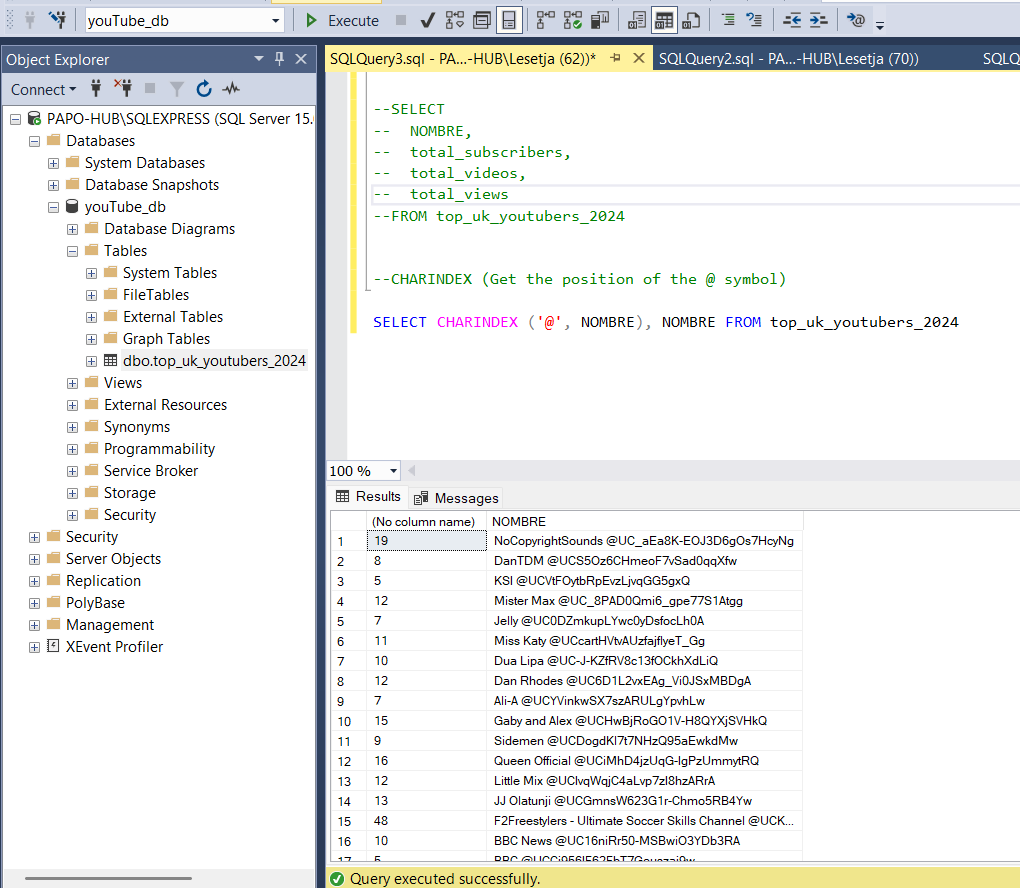 youTube_db
Execute
Object Explorer
Connect
PAPO-HUB\SQLEXPRESS (SQL Server 15.
Databases
System Databases
Database Snapshots
youTube_db
Database Diagrams
Tables
System Tables
FileTables
External Tables
Graph Tables
dbo.top_uk_youtubers_2024
Views
External Resources
Synonyms
Programmability
Service Broker
Storage
Security
Security
Server Objects
Replication
PolyBase
Management
XEvent Profiler
SQLQuery3.sql - PA...-HUB\Lesetja (62))*
SQLQuery2.sql - PA...-HUB\Lesetja (70))
SQLQ
--SELECT
-- NOMBRE,
-- total_subscribers,
-- total_videos,
-- total_views
--FROM top_uk_youtubers_2024
--CHARINDEX (Get the position of the @ symbol)
SELECT CHARINDEX ('@', NOMBRE), NOMBRE FROM top_uk_youtubers_2024
100 %
Results Messages
(No column name) NOMBRE
1 19 NoCopyrightSounds @UC_aEa8K-EOJ3D6gOs7HcyNg
2 8 DanTDM @UCS5Oz6CHmeoF7vSad0qqXfw
3 5 KSI @UCVtFOytbRpEvzLjvqGG5gxQ
4 12 Mister Max @UC_8PAD0Qmi6_gpe77S1Atgg
5 7 Jelly @UC0DZmkupLYwc0yDsfocLh0A
6 11 Miss Katy @UCcartHVtvAUzfajflyeT_Gg
7 10 Dua Lipa @UC-J-KZfRV8c13fOCkhXdLiQ
8 12 Dan Rhodes @UC6D1L2vxEAg_Vi0JSxMBDgA
9 7 Ali-A @UCYVinkwSX7szARULgYpvhLw
10 15 Gaby and Alex @UCHwBjRoGO1V-H8QYXjSVHkQ
11 9 Sidemen @UCDogdKl7t7NHzQ95aEwkdMw
12 16 Queen Official @UCiMhD4jzUqG-IgPzUmmytRQ
13 12 Little Mix @UClvqWqjC4aLvp7zI8hzARrA
14 13 JJ Olatunji @UCGmnsW623G1r-Chmo5RB4Yw
15 48 F2Freestylers - Ultimate Soccer Skills Channel @UCK...
16 10 BBC News @UC16niRr50-MSBwiO3YDb3RA
17 5
Query executed successfully.